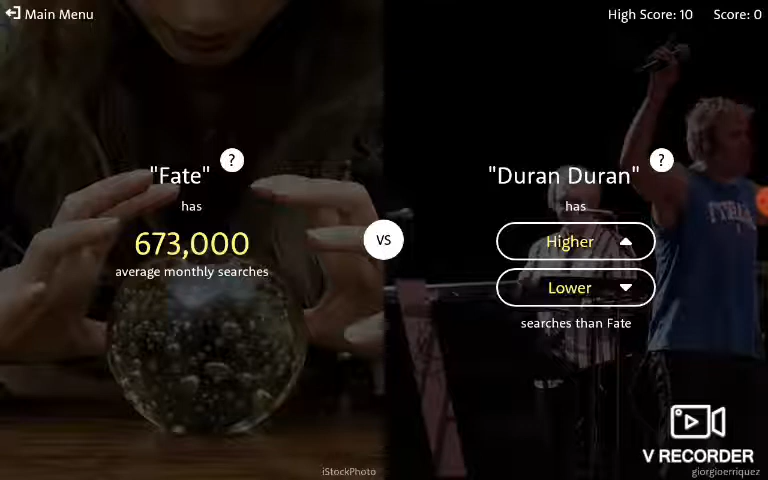 Main Menu
High Score: 10 Score: 0
"Fate" ?
has
673,000
average monthly searches
VS
"Duran Duran" ?
has
Higher
Lower
searches than Fate
V RECORDER
iStockPhoto
giorgioerriquez